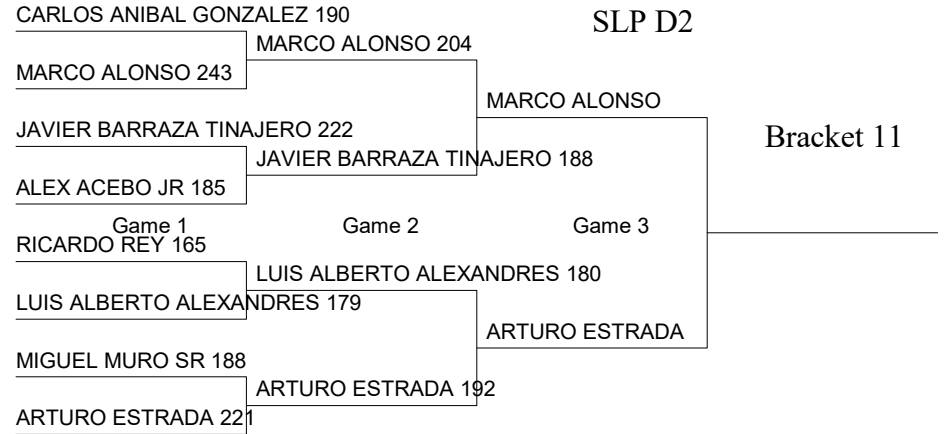 CARLOS ANIBAL GONZALEZ 190
SLP D2
MARCO ALONSO 204
MARCO ALONSO 243
MARCO ALONSO
JAVIER BARRAZA TINAJERO 222
Bracket 11
JAVIER BARRAZA TINAJERO 188
ALEX ACEBO JR 185
Game 1
Game 2
Game 3
RICARDO REY 165
LUIS ALBERTO ALEXANDRES 180
LUIS ALBERTO ALEXANDRES 179
ARTURO ESTRADA
MIGUEL MURO SR 188
ARTURO ESTRADA 192
ARTURO ESTRADA 221